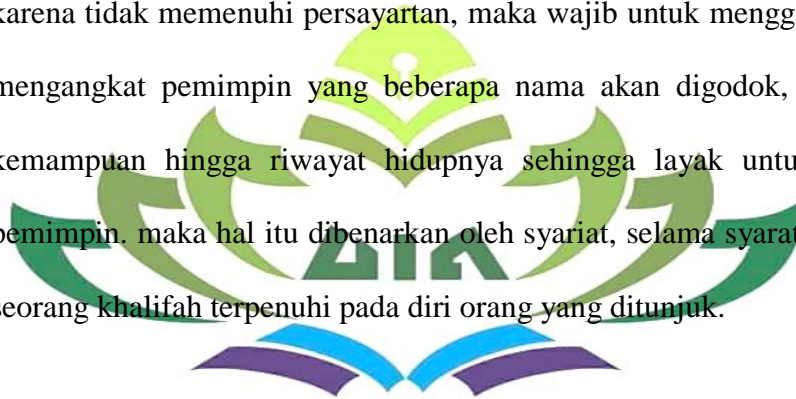 karena tidak memenuhi persayartan, maka wajib untuk mengg
mengangkat pemimpin yang beberapa nama akan digodok,
kemampuan hingga riwayat hidupnya sehingga layak untu
pemimpin. maka hal itu dibenarkan oleh syariat, selama syarat
seorang khalifah terpenuhi pada diri orang yang ditunjuk.